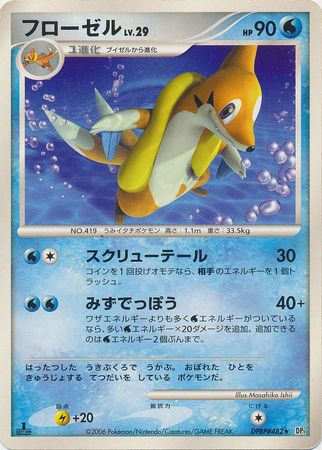 フローゼル LV.29 HP 90
1進化 ブイゼルから進化
NO.419 うみイタチポケモン 高さ:1.1m 重さ:33.5kg
スクリューテール 30
コインを1回投げオモテなら、相手のエネルギーを1個ト
ラッシュ。
みずでっぽう 40+
ワザエネルギーよりも多くエネルギーがついている
なら、多いエネルギー×20ダメージを追加。追加できるの
はエネルギー2個ぶんまで。
はったつした うきぶくろで うかぶ。おぼれた ひとを
きゅうじょする てつだいを している ポケモンだ。
Illus.Masahiko Ishii
弱点 抵抗力 にげる
+20
1 EDITION ©2006 Pokémon/Nintendo/Creatures/GAME FREAK. DPBP#482★ DP1